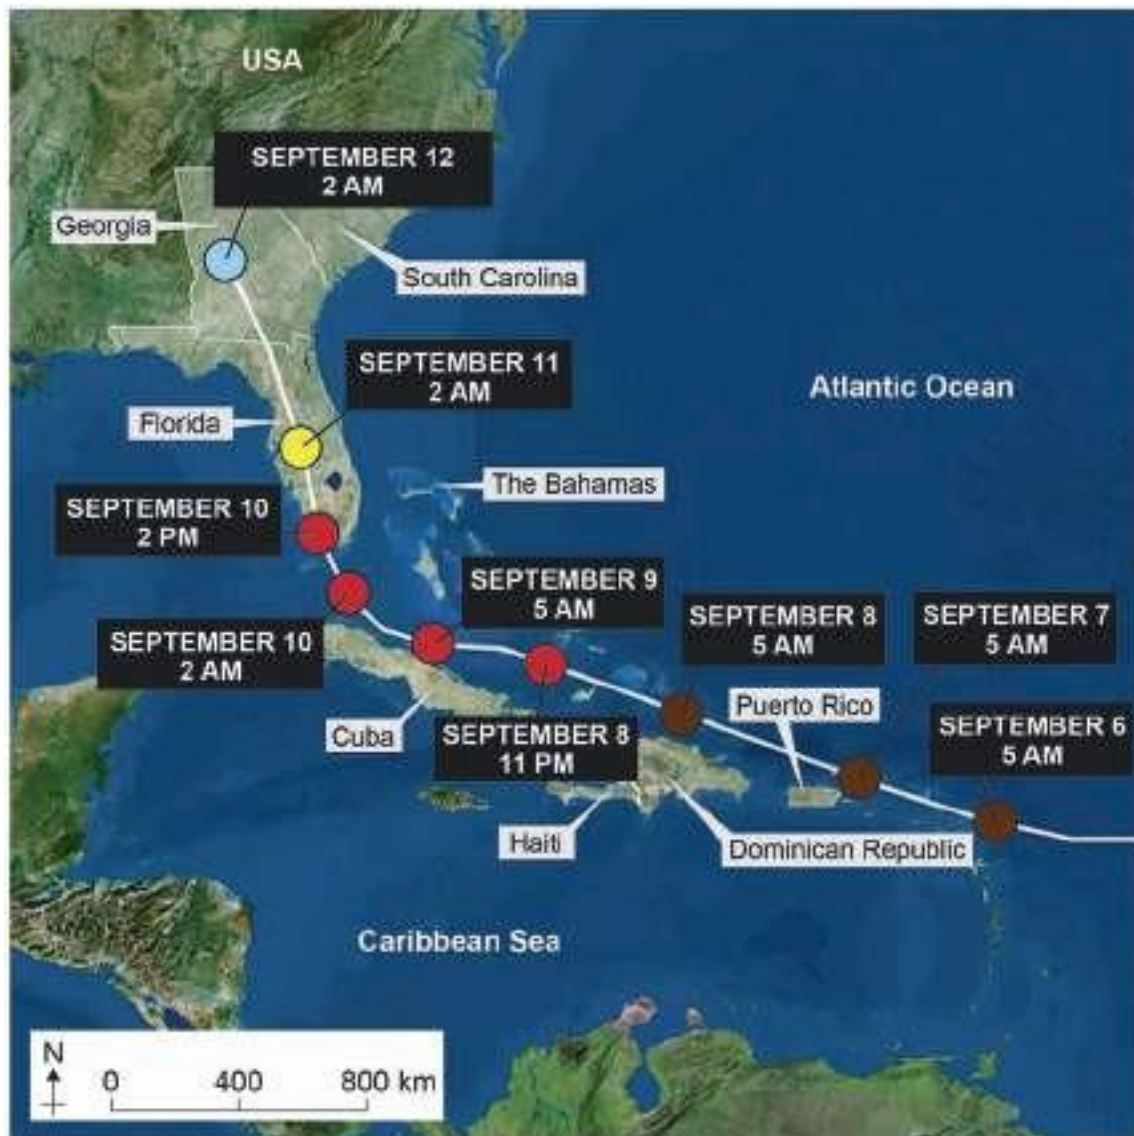 USA
SEPTEMBER 12
2 AM
Georgia
South Carolina
SEPTEMBER 11
2 AM
Atlantic Ocean
Florida
The Bahamas
SEPTEMBER 10
2 PM
SEPTEMBER 9
5 AM
SEPTEMBER 8
5 AM
SEPTEMBER 7
5 AM
SEPTEMBER 10
2 AM
Puerto Rico
Cuba
SEPTEMBER 8
11 PM
SEPTEMBER 6
5 AM
Haiti
Dominican Republic
Caribbean Sea
N
0 400 800 km